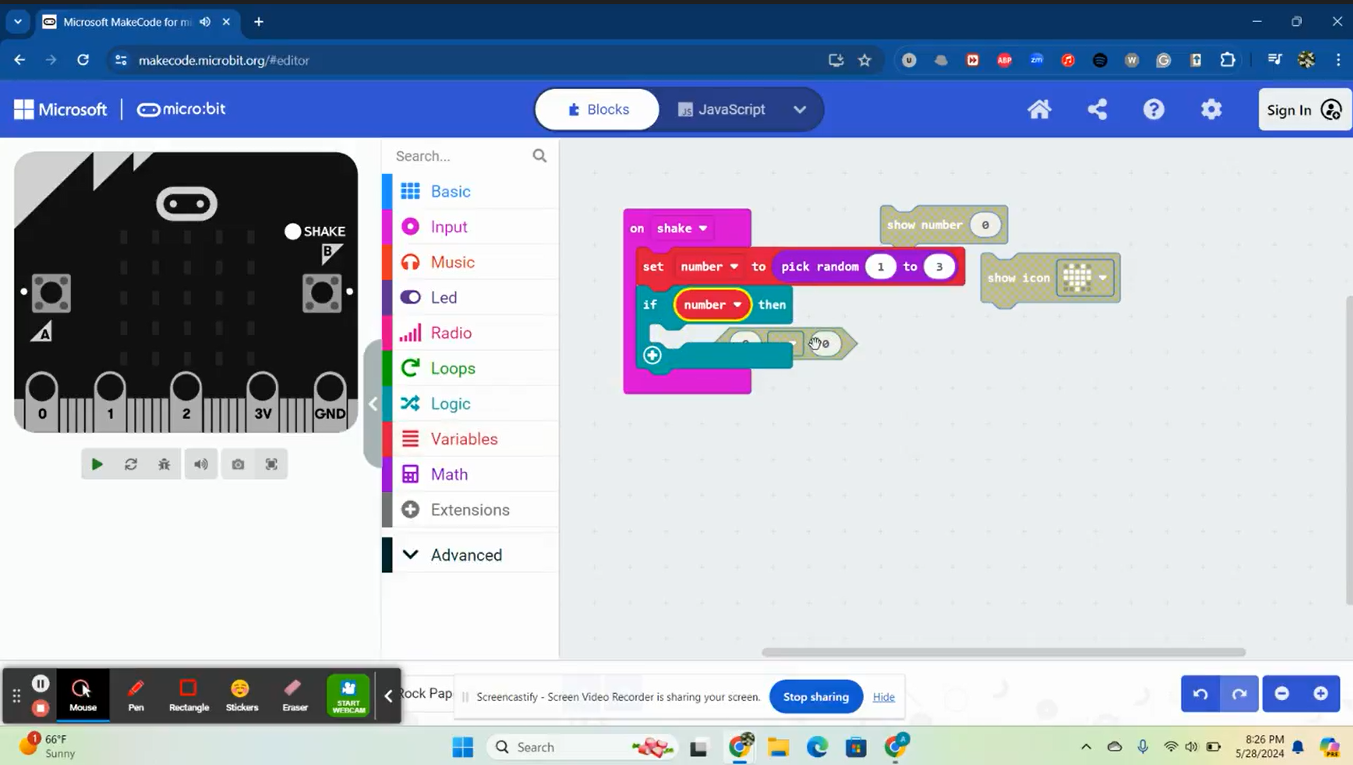 Microsoft MakeCode for mi
makecode.microbit.org/#editor
Microsoft | micro:bit
Blocks
JavaScript
Sign In
SHAKE
B
A
0 1 2 3V GND
Search...
Basic
Input
Music
Led
Radio
Loops
Logic
Variables
Math
Extensions
Advanced
on shake
show number 0
set number to pick random 1 to 3
show icon
if number then
0
Mouse
Pen
Rectangle
Stickers
Eraser
START WEBCAM
Rock Pap
Screencastify - Screen Video Recorder is sharing your screen.
Stop sharing
Hide
1
66°F
Sunny
Search
8:26 PM
5/28/2024